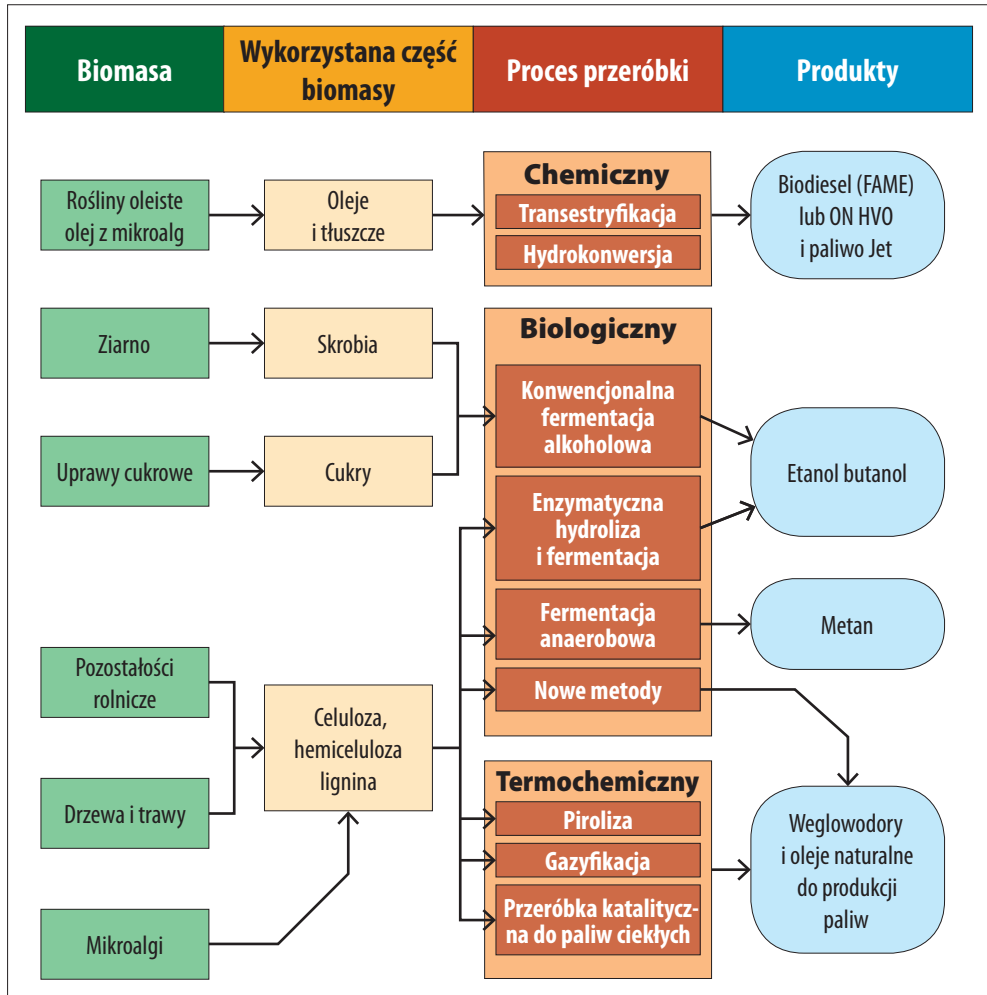 Biomasa
Wykorzystana część
biomasy
Proces przeróbki
Produkty
Rośliny oleiste
olej z mikroalg
Oleje
i tłuszcze
Chemiczny
Transestryfikacja
Hydrokonwersja
Biodiesel (FAME)
lub ON HVO
i paliwo Jet
Ziarno
Skrobia
Uprawy cukrowe
Cukry
Biologiczny
Konwencjonalna
fermentacja
alkoholowa
Enzymatyczna
hydroliza
i fermentacja
Fermentacja
anaerobowa
Nowe metody
Etanol butanol
Metan
Pozostałości
rolnicze
Drzewa i trawy
Mikroalgi
Celuloza,
hemiceluloza
lignina
Termochemiczny
Piroliza
Gazyfikacja
Przeróbka katalitycz-
na do paliw ciekłych
Weglowodory
i oleje naturalne
do produkcji
paliw